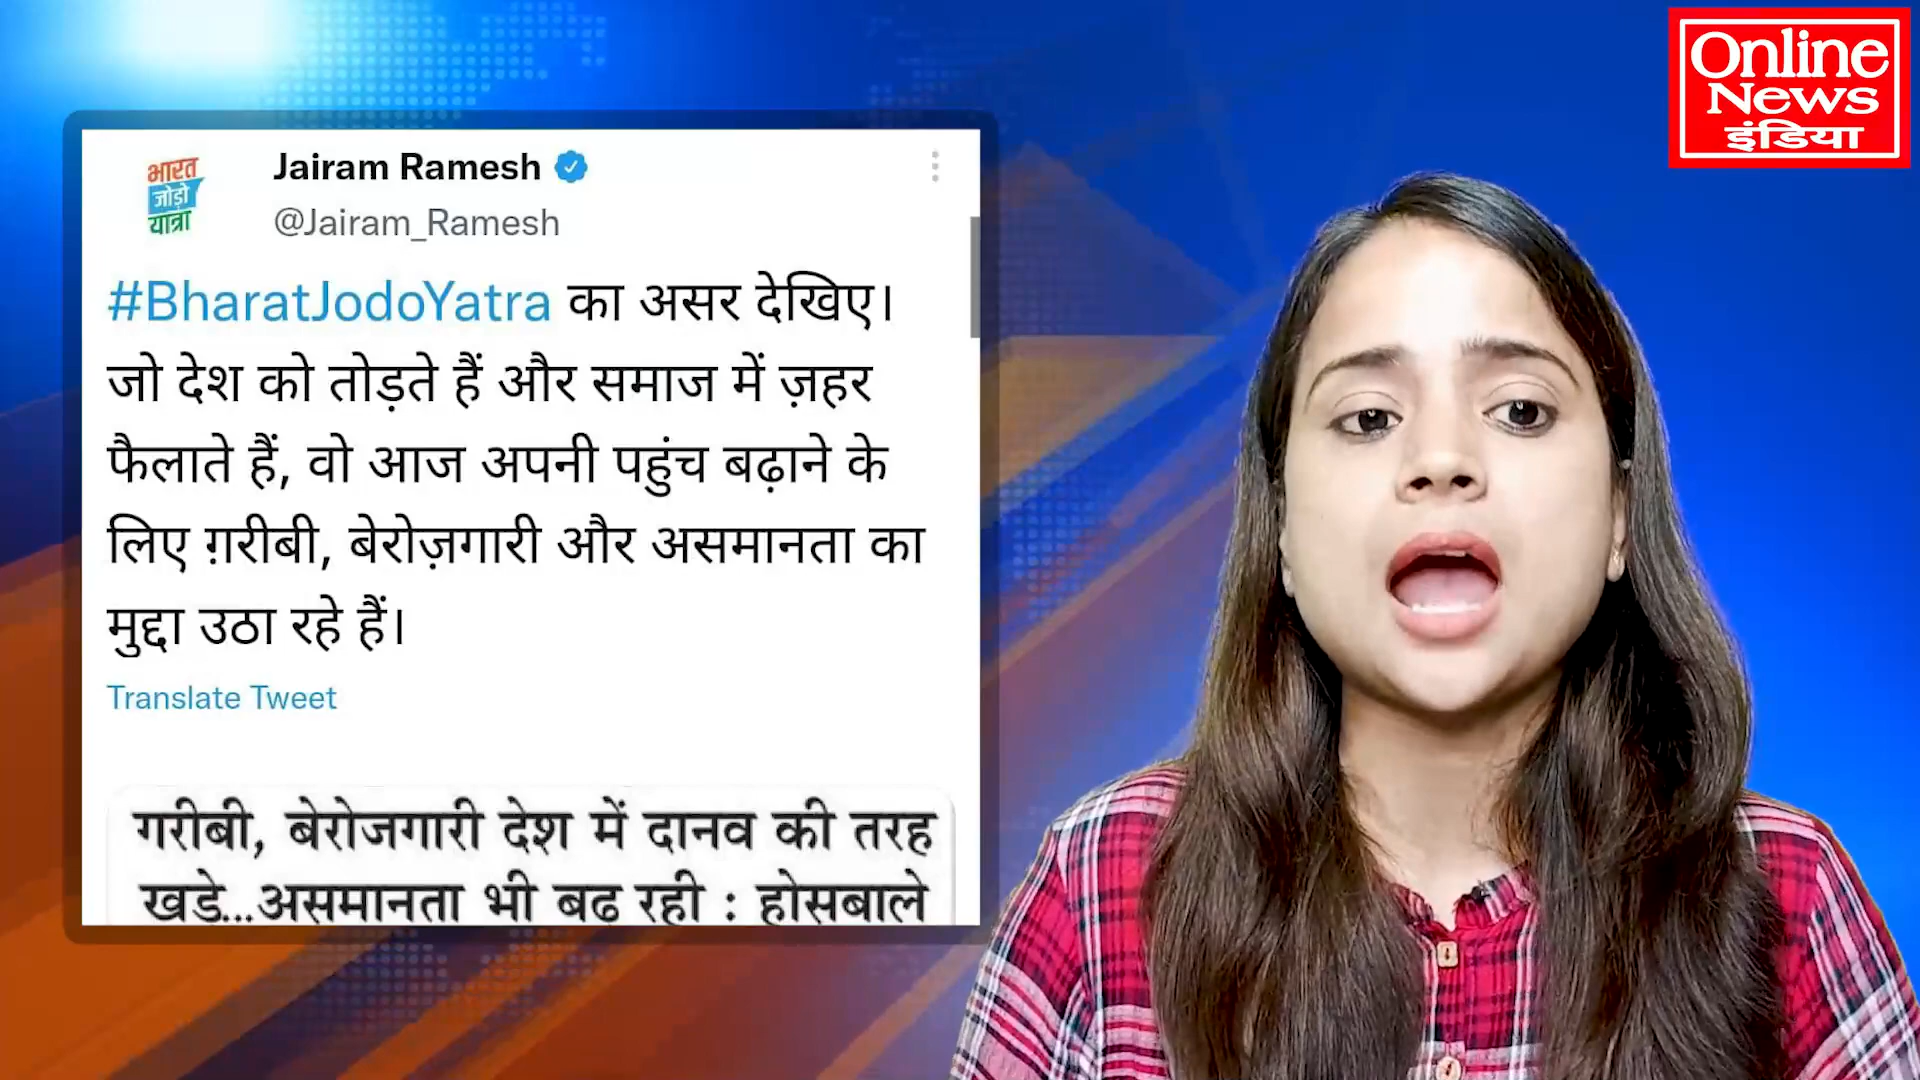 Online
News
इंडिया
भारत
जोड़ो
यात्रा
Jairam Ramesh
@Jairam_Ramesh
#BharatJodoYatra का असर देखिए।
जो देश को तोड़ते हैं और समाज में ज़हर
फैलाते हैं, वो आज अपनी पहुंच बढ़ाने के
लिए ग़रीबी, बेरोज़गारी और असमानता का
मुद्दा उठा रहे हैं।
Translate Tweet
गरीबी, बेरोजगारी देश में दानव की तरह
खड़े...असमानता भी बढ़ रही : होसबाले